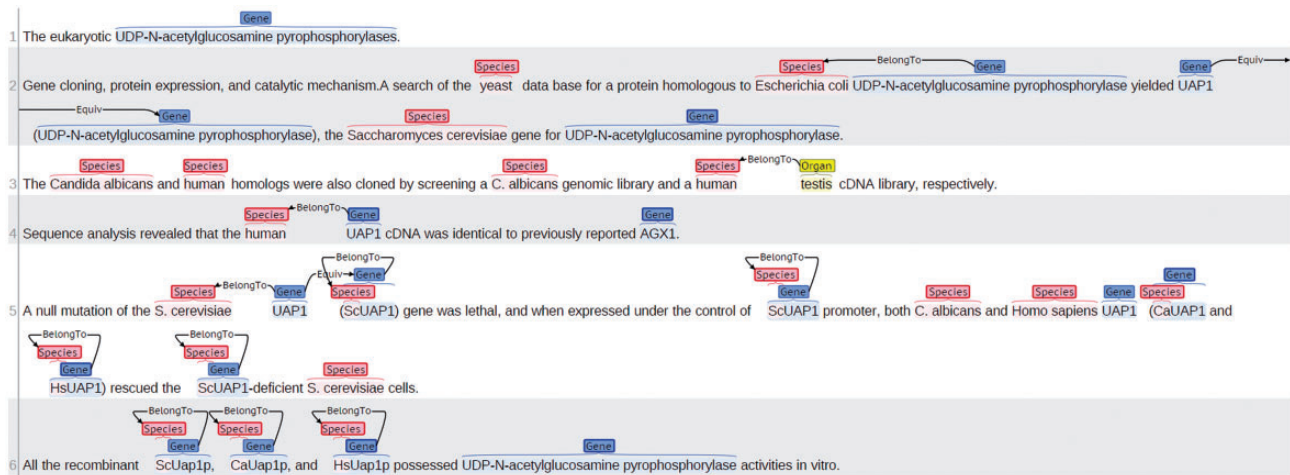 Gene
1 The eukaryotic UDP-N-acetylglucosamine pyrophosphorylases.
Species Species BelongTo Gene Gene Equiv
2 Gene cloning, protein expression, and catalytic mechanism.A search of the yeast data base for a protein homologous to Escherichia coli UDP-N-acetylglucosamine pyrophosphorylase yielded UAP1
Equiv Gene Species Gene
(UDP-N-acetylglucosamine pyrophosphorylase), the Saccharomyces cerevisiae gene for UDP-N-acetylglucosamine pyrophosphorylase.
Species Species Species Species BelongTo Organ
3 The Candida albicans and human homologs were also cloned by screening a C. albicans genomic library and a human testis cDNA library, respectively.
Species BelongTo Gene Gene
4 Sequence analysis revealed that the human UAP1 cDNA was identical to previously reported AGX1.
BelongTo BelongTo
Equiv Gene Species Gene
Species BelongTo Gene Species Gene Species Species Gene Species
5 A null mutation of the S. cerevisiae UAP1 (ScUAP1) gene was lethal, and when expressed under the control of ScUAP1 promoter, both C. albicans and Homo sapiens UAP1 (CaUAP1 and
BelongTo BelongTo
Species Species
Gene Gene Species
HsUAP1) rescued the ScUAP1-deficient S. cerevisiae cells.
BelongTo BelongTo BelongTo
Species Species Species
Gene Gene Gene Gene
6 All the recombinant ScUap1p, CaUap1p, and HsUap1p possessed UDP-N-acetylglucosamine pyrophosphorylase activities in vitro.